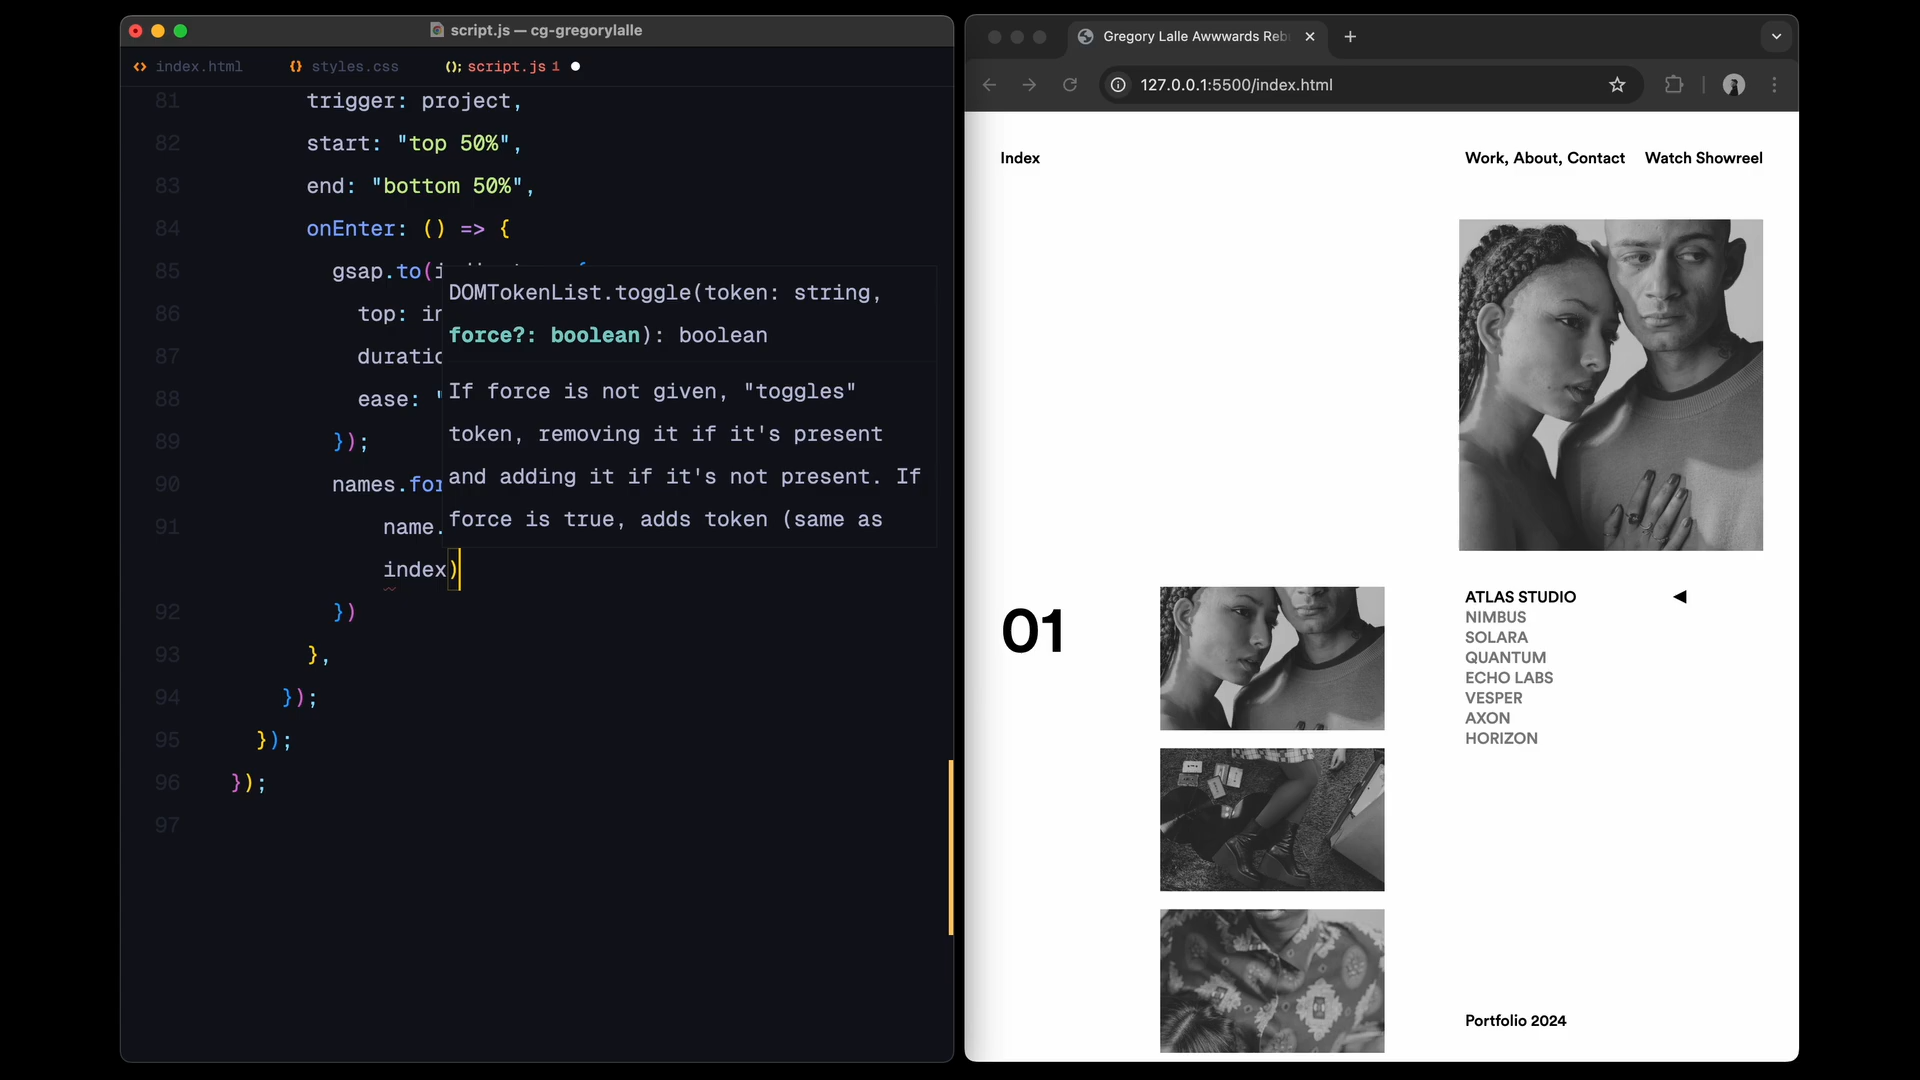 script.js — cg-gregorylalle
index.html
styles.css
script.js 1
81 trigger: project,
82 start: "top 50%",
83 end: "bottom 50%",
84 onEnter: () => {
85 gsap.to(
86 top:
87
88 ease: "
89 });
90 names.for
91 name.
index)
92 })
93 },
94 });
95 });
96 });
97
DOMTokenList.toggle(token: string,
force?: boolean): boolean
If force is not given, "toggles"
token, removing it if it's present
and adding it if it's not present. If
force is true, adds token (same as
Gregory Lalle Awwwards Reb
127.0.0.1:5500/index.html
Index
Work, About, Contact
Watch Showreel
01
ATLAS STUDIO
NIMBUS
SOLARA
QUANTUM
ECHO LABS
VESPER
AXON
HORIZON
Portfolio 2024